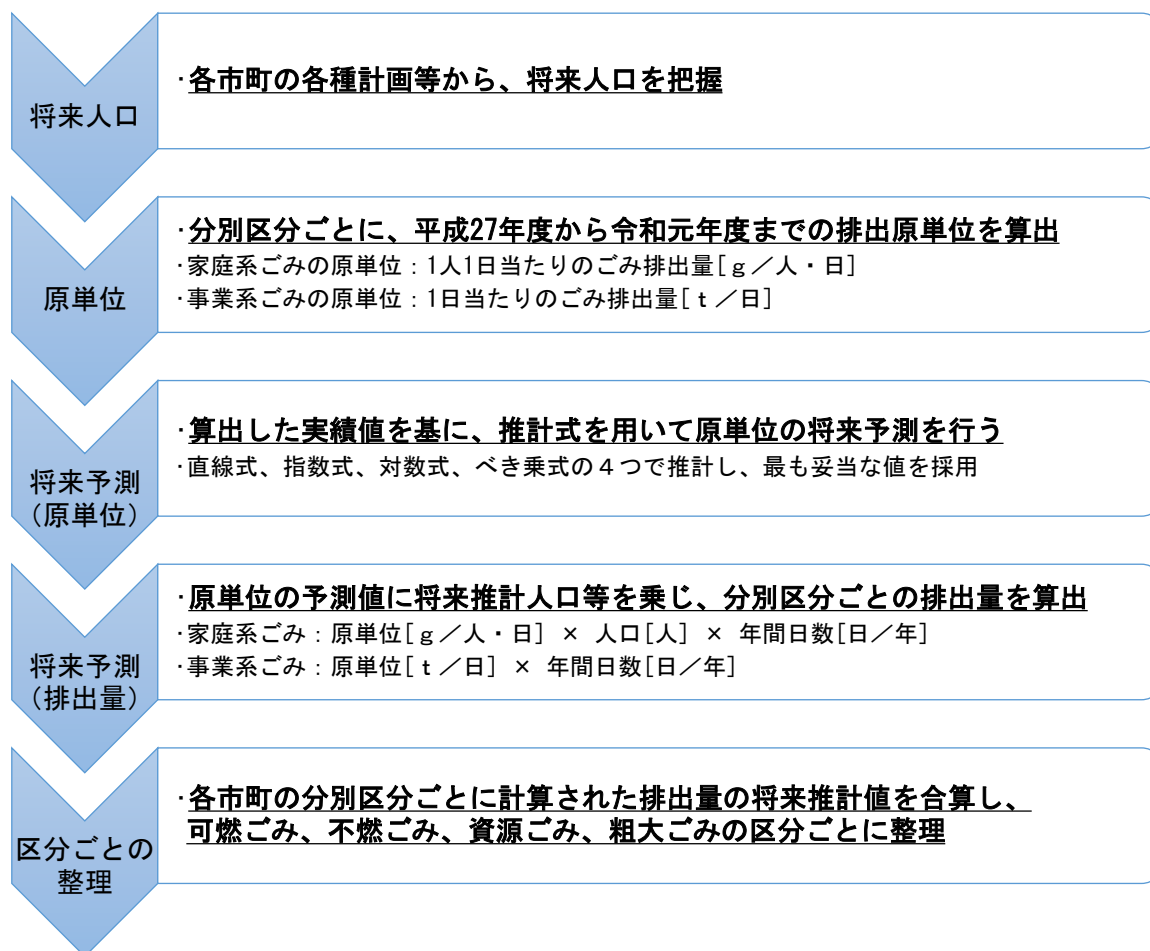 将来人口
・各市町の各種計画等から、将来人口を把握
原単位
・分別区分ごとに、平成27年度から令和元年度までの排出原単位を算出
・家庭系ごみの原単位：1人1日当たりのごみ排出量[ｇ／人・日]
・事業系ごみの原単位：1日当たりのごみ排出量[ｔ／日]
将来予測
（原単位）
・算出した実績値を基に、推計式を用いて原単位の将来予測を行う
・直線式、指数式、対数式、べき乗式の４つで推計し、最も妥当な値を採用
将来予測
（排出量）
・原単位の予測値に将来推計人口等を乗じ、分別区分ごとの排出量を算出
・家庭系ごみ：原単位[ｇ／人・日] × 人口[人] × 年間日数[日／年]
・事業系ごみ：原単位[ｔ／日] × 年間日数[日／年]
区分ごとの
整理
・各市町の分別区分ごとに計算された排出量の将来推計値を合算し、
可燃ごみ、不燃ごみ、資源ごみ、粗大ごみの区分ごとに整理